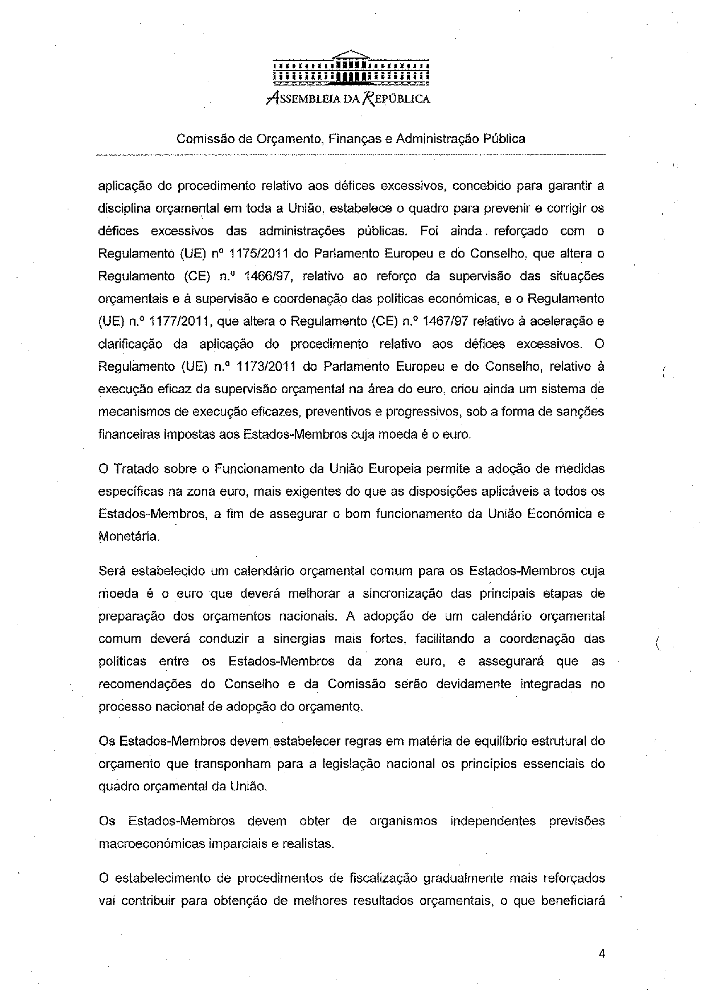 ASSEMBLEIA DA REPÚBLICA
Comissão de Orçamento, Finanças e Administração Pública
aplicação do procedimento relativo aos défices excessivos, concebido para garantir a
disciplina orçamental em toda a União, estabelece o quadro para prevenir e corrigir os
défices excessivos das administrações públicas. Foi ainda reforçado com o
Regulamento (UE) nº 1175/2011 do Parlamento Europeu e do Conselho, que altera o
Regulamento (CE) n.º 1466/97, relativo ao reforço da supervisão das situações
orçamentais e à supervisão e coordenação das políticas económicas, e o Regulamento
(UE) n.º 1177/2011, que altera o Regulamento (CE) n.º 1467/97 relativo à aceleração e
clarificação da aplicação do procedimento relativo aos défices excessivos. O
Regulamento (UE) n.º 1173/2011 do Parlamento Europeu e do Conselho, relativo à
execução eficaz da supervisão orçamental na área do euro, criou ainda um sistema de
mecanismos de execução eficazes, preventivos e progressivos, sob a forma de sanções
financeiras impostas aos Estados-Membros cuja moeda é o euro.
O Tratado sobre o Funcionamento da União Europeia permite a adoção de medidas
específicas na zona euro, mais exigentes do que as disposições aplicáveis a todos os
Estados-Membros, a fim de assegurar o bom funcionamento da União Económica e
Monetária.
Será estabelecido um calendário orçamental comum para os Estados-Membros cuja
moeda é o euro que deverá melhorar a sincronização das principais etapas de
preparação dos orçamentos nacionais. A adopção de um calendário orçamental
comum deverá conduzir a sinergias mais fortes, facilitando a coordenação das
políticas entre os Estados-Membros da zona euro, e assegurará que as
recomendações do Conselho e da Comissão serão devidamente integradas no
processo nacional de adopção do orçamento.
Os Estados-Membros devem estabelecer regras em matéria de equilíbrio estrutural do
orçamento que transponham para a legislação nacional os princípios essenciais do
quadro orçamental da União.
Os Estados-Membros devem obter de organismos independentes previsões
macroeconómicas imparciais e realistas.
O estabelecimento de procedimentos de fiscalização gradualmente mais reforçados
vai contribuir para obtenção de melhores resultados orçamentais, o que beneficiará
4